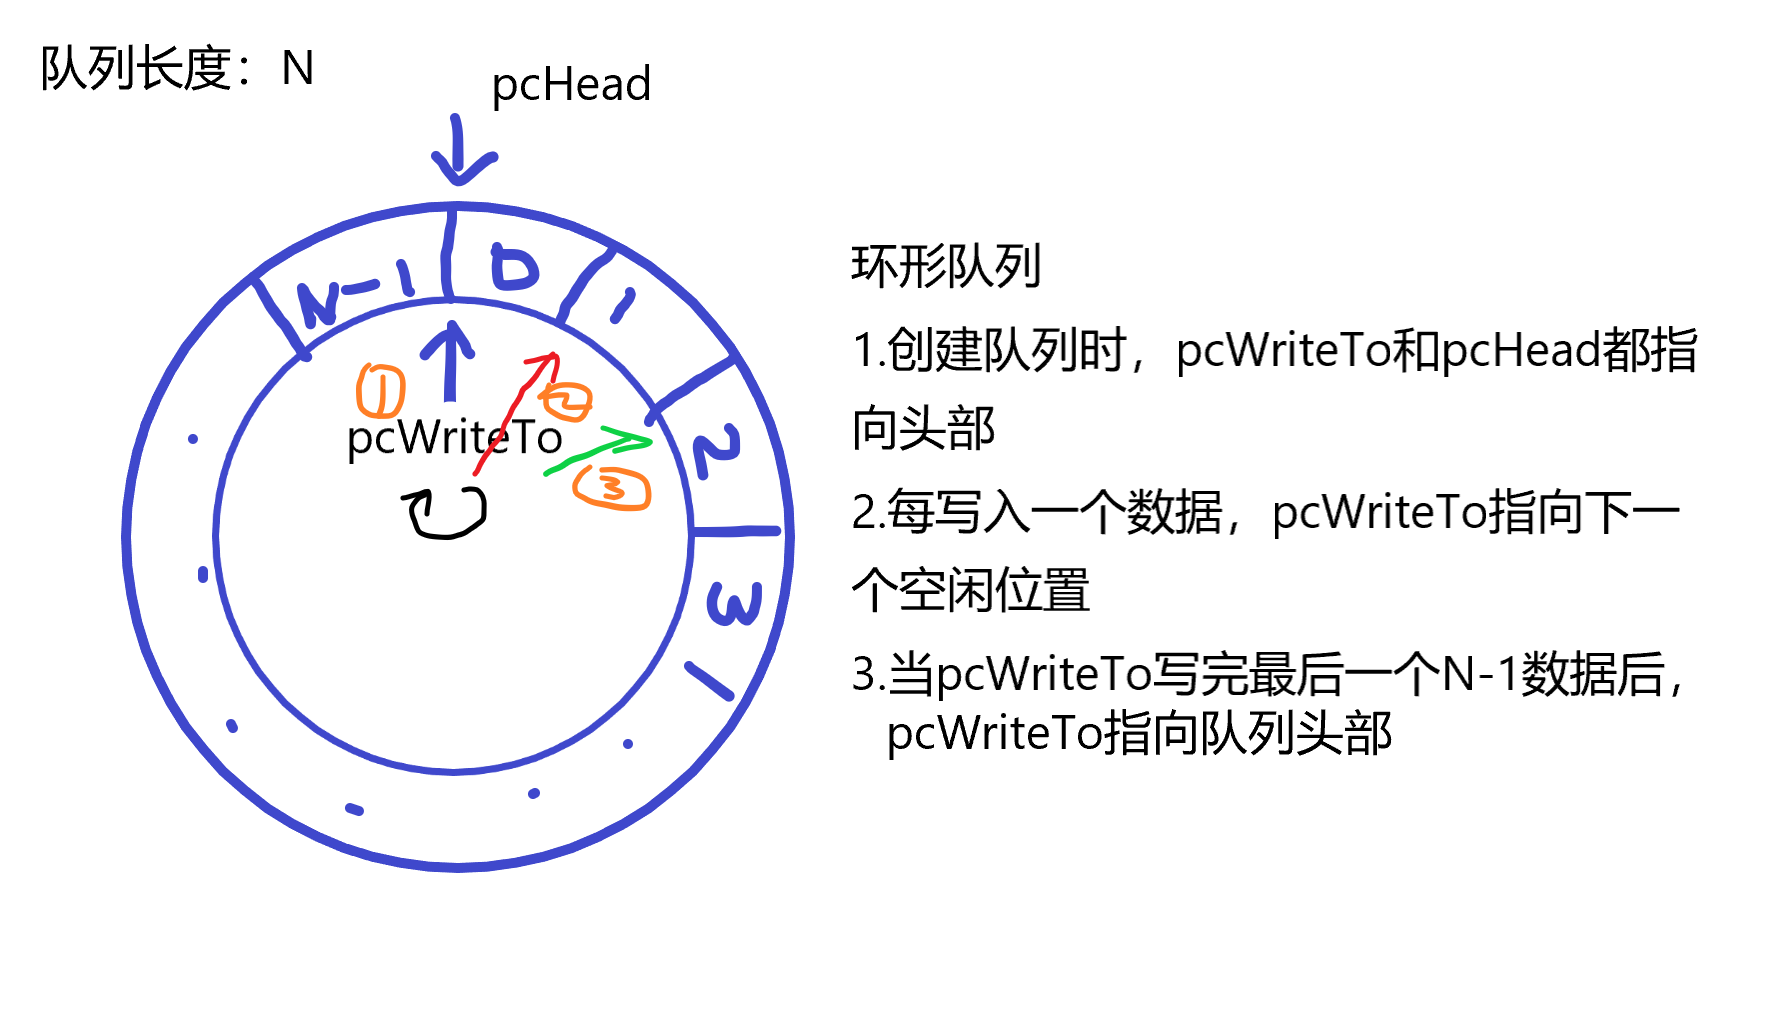 队列长度：N
pcHead
N-1
0
1
2
3
①
②
③
pcWriteTo
环形队列
1.创建队列时，pcWriteTo和pcHead都指
向头部
2.每写入一个数据，pcWriteTo指向下一
个空闲位置
3.当pcWriteTo写完最后一个N-1数据后，
pcWriteTo指向队列头部